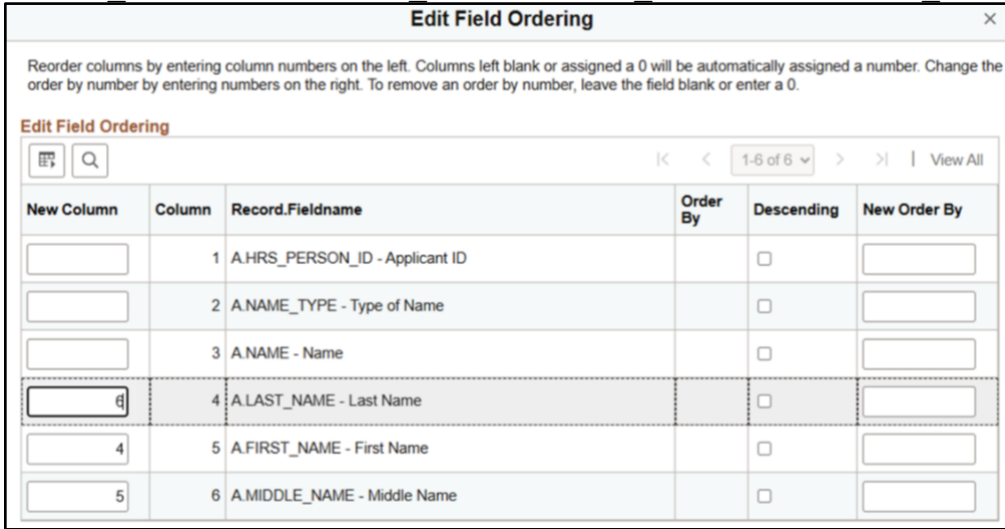 Edit Field Ordering ×
Reorder columns by entering column numbers on the left. Columns left blank or assigned a 0 will be automatically assigned a number. Change the
order by number by entering numbers on the right. To remove an order by number, leave the field blank or enter a 0.
Edit Field Ordering
1-6 of 6 View All
New Column Column Record.Fieldname Order By Descending New Order By
1 A.HRS_PERSON_ID - Applicant ID
2 A.NAME_TYPE - Type of Name
3 A.NAME - Name
6 4 A.LAST_NAME - Last Name
4 5 A.FIRST_NAME - First Name
5 6 A.MIDDLE_NAME - Middle Name